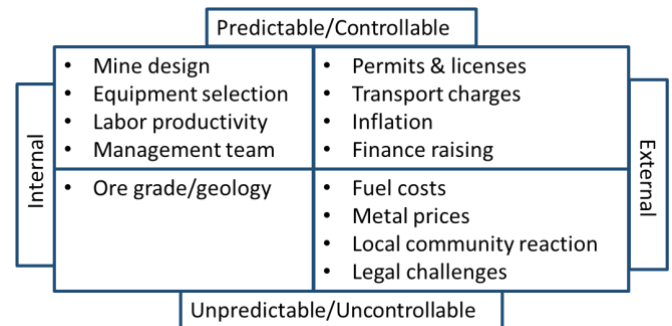 Predictable/Controllable
Internal
• Mine design
• Equipment selection
• Labor productivity
• Management team
• Permits & licenses
• Transport charges
• Inflation
• Finance raising
• Ore grade/geology
• Fuel costs
• Metal prices
• Local community reaction
• Legal challenges
External
Unpredictable/Uncontrollable